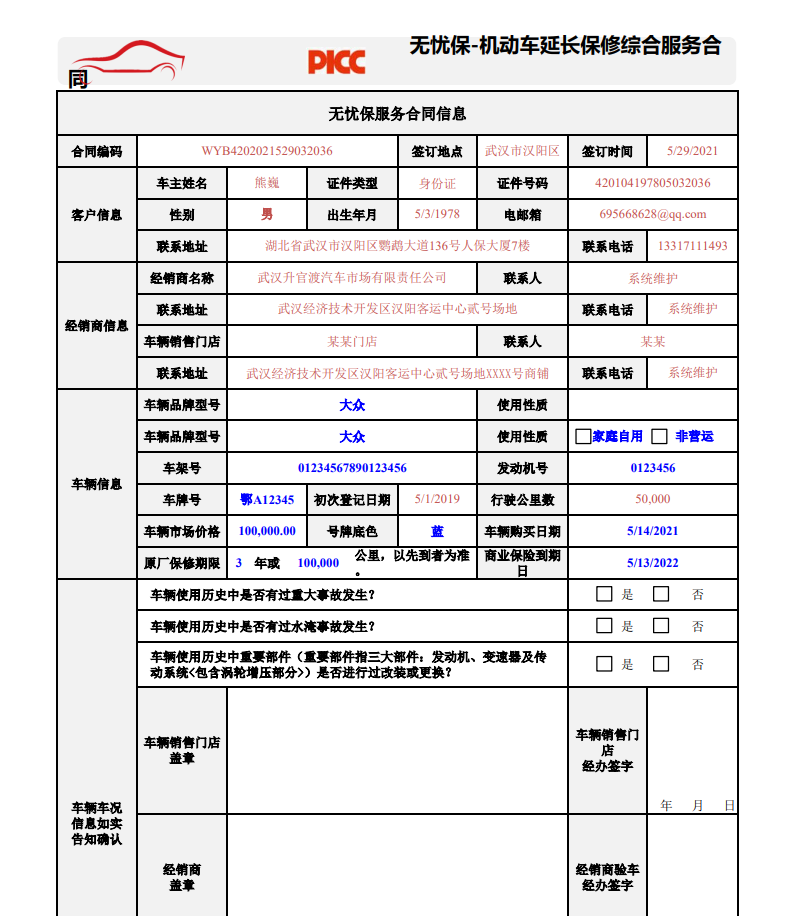 无忧保-机动车延长保修综合服务合
同
PICC
无忧保服务合同信息
合同编码 WYB4202021529032036 签订地点 武汉市汉阳区 签订时间 5/29/2021
客户信息
车主姓名 熊巍 证件类型 身份证 证件号码 420104197805032036
性别 男 出生年月 5/3/1978 电邮箱 695668628@qq.com
联系地址 湖北省武汉市汉阳区鹦鹉大道136号人保大厦7楼 联系电话 13317111493
经销商信息
经销商名称 武汉升官渡汽车市场有限责任公司 联系人 系统维护
联系地址 武汉经济技术开发区汉阳客运中心贰号场地 联系电话 系统维护
车辆销售门店 某某门店 联系人 某某
联系地址 武汉经济技术开发区汉阳客运中心贰号场地XXXX号商铺 联系电话 系统维护
车辆信息
车辆品牌型号 大众 使用性质
车辆品牌型号 大众 使用性质 家庭自用 非营运
车架号 01234567890123456 发动机号 0123456
车牌号 鄂A12345 初次登记日期 5/1/2019 行驶公里数 50,000
车辆市场价格 100,000.00 号牌底色 蓝 车辆购买日期 5/14/2021
原厂保修期限 3 年或 100,000 公里，以先到者为准
。
商业保险到期
日
5/13/2022
车辆使用历史中是否有过重大事故发生？ 是 否
车辆使用历史中是否有过水淹事故发生？ 是 否
车辆使用历史中重要部件（重要部件指三大部件：发动机、变速器及传
动系统<包含涡轮增压部分>）是否进行过改装或更换？ 是 否
车辆车况
信息如实
告知确认
车辆销售门店
盖章
车辆销售门
店
经办签字
年 月 日
经销商
盖章
经销商验车
经办签字